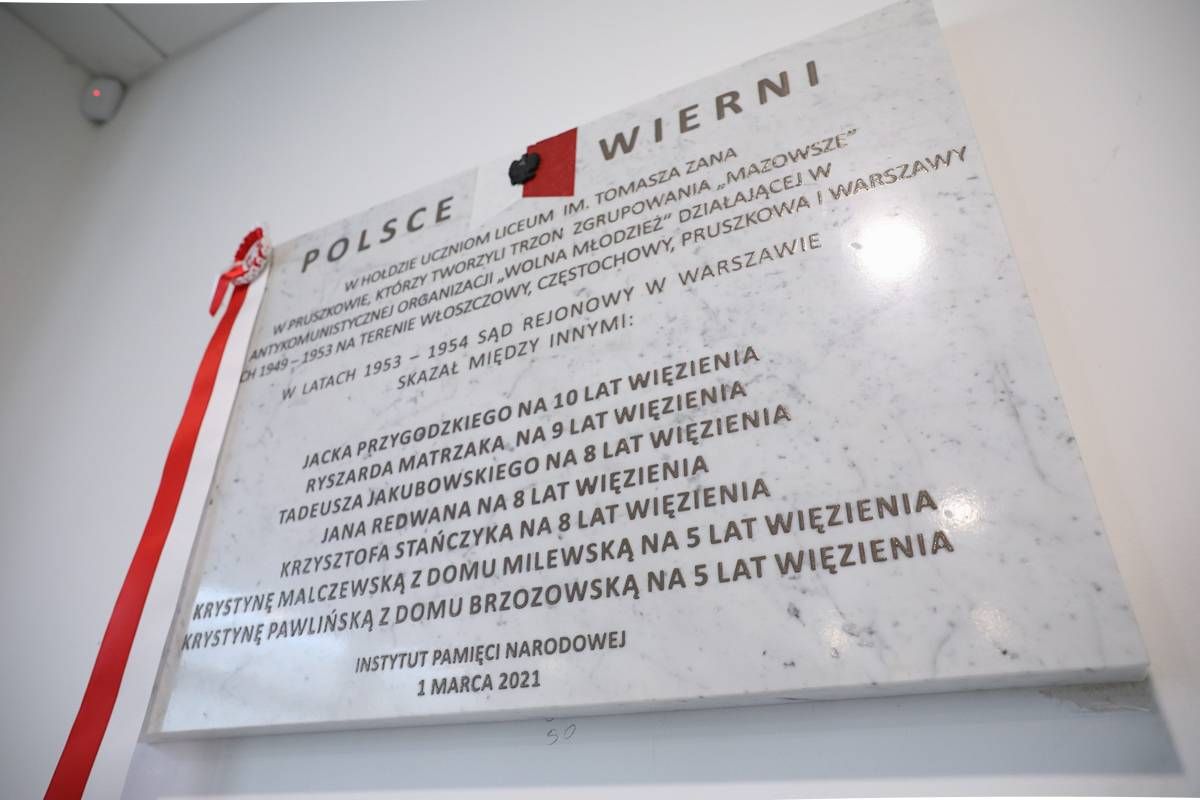 POLSCE WIERNI
W HOŁDZIE UCZNIOM LICEUM IM. TOMASZA ZANA
W PRUSZKOWIE, KTÓRZY TWORZYLI TRZON ZGRUPOWANIA „MAZOWSZE”
ANTYKOMUNISTYCZNEJ ORGANIZACJI „WOLNA MŁODZIEŻ” DZIAŁAJĄCEJ W
CH 1949 – 1953 NA TERENIE WŁOSZCZOWY, CZĘSTOCHOWY, PRUSZKOWA I WARSZAWY
W LATACH 1953 – 1954 SĄD REJONOWY W WARSZAWIE
SKAZAŁ MIĘDZY INNYMI:
JACKA PRZYGODZKIEGO NA 10 LAT WIĘZIENIA
RYSZARDA MATRZAKA NA 9 LAT WIĘZIENIA
TADEUSZA JAKUBOWSKIEGO NA 8 LAT WIĘZIENIA
JANA REDWANA NA 8 LAT WIĘZIENIA
KRZYSZTOFA STAŃCZYKA NA 8 LAT WIĘZIENIA
KRYSTYNĘ MALCZEWSKĄ Z DOMU MILEWSKĄ NA 5 LAT WIĘZIENIA
KRYSTYNĘ PAWLIŃSKĄ Z DOMU BRZOZOWSKĄ NA 5 LAT WIĘZIENIA
INSTYTUT PAMIĘCI NARODOWEJ
1 MARCA 2021